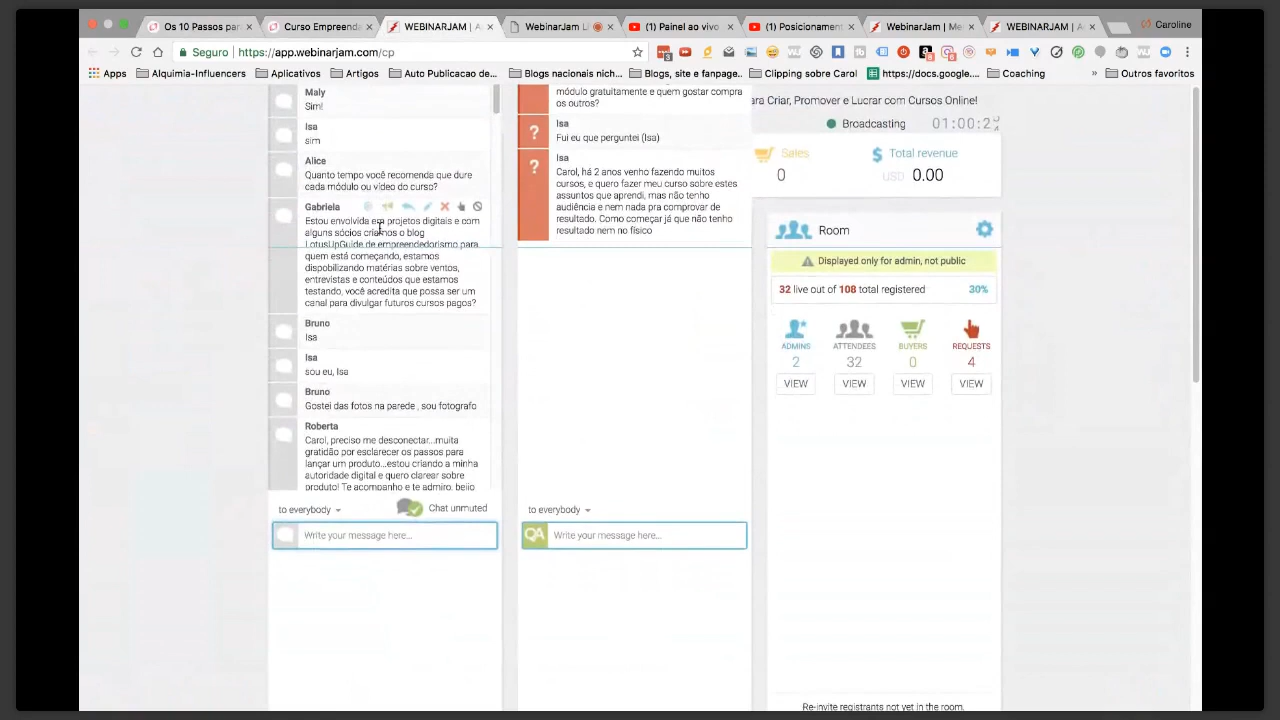 Os 10 Passos par
Curso Empreenda
WEBINARJAM | A
WebinarJam Li
(1) Painel ao vivo
(1) Posicionament
WebinarJam | Me
WEBINARJAM | Ac
Caroline
Seguro
https://app.webinarjam.com/cp
Apps
Alquimia-Influencers
Aplicativos
Artigos
Auto Publicacao de...
Blogs nacionais nich...
Blogs, site e fanpage..
Clipping sobre Carol
https://docs.google....
Coaching
»
Outros favoritos
Maly
Sim!
Isa
sim
Alice
Quanto tempo você recomenda que dure
cada módulo ou vídeo do curso?
Gabriela
Estou envolvida em projetos digitais e com
alguns sócios criamos o blog
LotusUpGuide de empreendedorismo para
quem está começando, estamos
dispobilizando matérias sobre ventos,
entrevistas e conteúdos que estamos
testando, você acredita que possa ser um
canal para divulgar futuros cursos pagos?
Bruno
Isa
Isa
sou eu, Isa
Bruno
Gostei das fotos na parede , sou fotografo
Roberta
Carol, preciso me desconectar...muita
gratidão por esclarecer os passos para
lançar um produto...estou criando a minha
autoridade digital e quero clarear sobre
produto! Te acompanho e te admiro. beijo
to everybody
Chat unmuted
Write your message here...
módulo gratuitamente e quem gostar compra
os outros?
?
Isa
Fui eu que perguntei (Isa)
?
Isa
Carol, há 2 anos venho fazendo muitos
cursos, e quero fazer meu curso sobre estes
assuntos que aprendi, mas não tenho
audiência e nem nada pra comprovar de
resultado. Como começar já que não tenho
resultado nem no físico
to everybody
QA
Write your message here...
ara Criar, Promover e Lucrar com Cursos Online!
Broadcasting
Sales
0
$ Total revenue
USD 0.00
Room
Displayed only for admin, not public
32 live out of 108 total registered
30%
ADMINS
2
VIEW
ATTENDEES
32
VIEW
BUYERS
0
VIEW
REQUESTS
4
VIEW
Re-invite registrants not yet in the room.